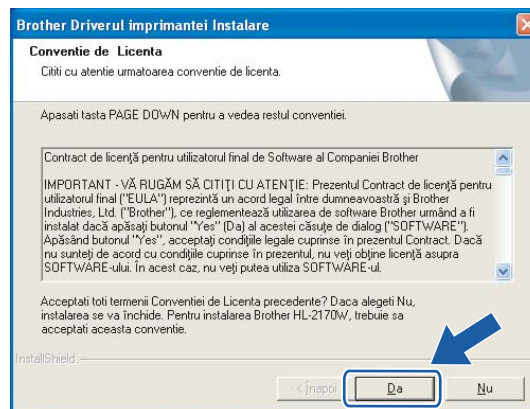 Brother Driverul imprimantei Instalare
Conventie de Licenta
Cititi cu atentie urmatoarea conventie de licenta.
Apasati tasta PAGE DOWN pentru a vedea restul conventiei.
Contract de licenţă pentru utilizatorul final de Software al Companiei Brother
IMPORTANT - VĂ RUGĂM SĂ CITIŢI CU ATENŢIE: Prezentul Contract de licenţă pentru
utilizatorul final ("EULA") reprezintă un acord legal între dumneavoastră şi Brother
Industries, Ltd. ("Brother"), ce reglementează utilizarea de software Brother urmând a fi
instalat dacă apăsaţi butonul "Yes" (Da) al acestei căsuţe de dialog ("SOFTWARE").
Apăsând butonul "Yes", acceptaţi condiţiile legale cuprinse în prezentul Contract. Dacă
nu sunteţi de acord cu condiţiile cuprinse în prezentul, nu veţi obţine licenţă asupra
SOFTWARE-ului. În acest caz, nu veţi putea utiliza SOFTWARE-ul.
Acceptati toti termenii Conventiei de Licenta precedente? Daca alegeti Nu,
instalarea se va închide. Pentru instalarea Brother HL-2170W, trebuie sa
acceptati aceasta conventie.
InstallShield
< Înapoi
Da
Nu